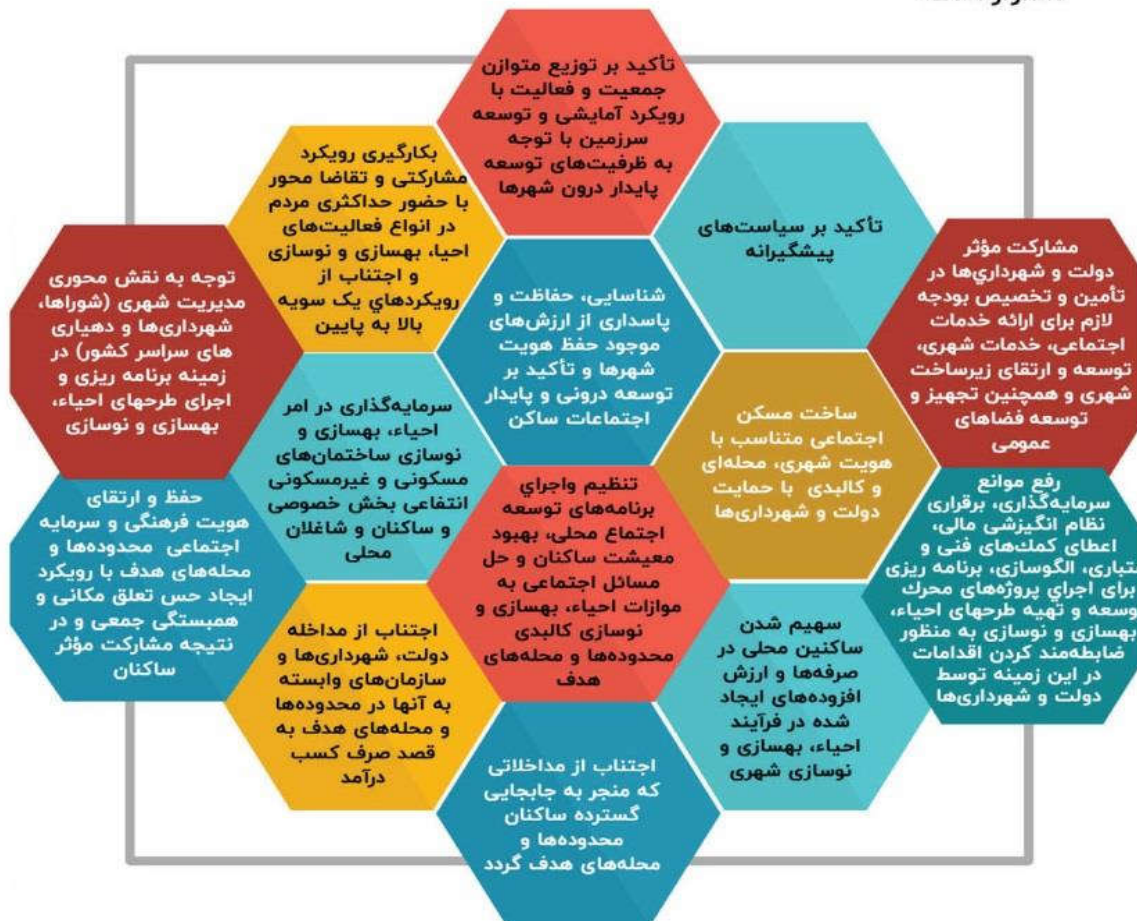 تأکید بر توزیع متوازن
جمعیت و فعالیت با
رویکرد آمایشی و توسعه
سرزمین با توجه
به ظرفیت‌های توسعه
پایدار درون شهرها
تأکید بر سیاست‌های
پیشگیرانه
بکارگیری رویکرد
مشارکتی و تقاضا محور
با حضور حداکثری مردم
در انواع فعالیت‌های
احیا، بهسازی و نوسازی
و اجتناب از
رویکردهاي یک سویه
بالا به پایین
مشارکت مؤثر
دولت و شهرداري‌ها در
تأمین و تخصیص بودجه
لازم برای ارائه خدمات
اجتماعی، خدمات شهری،
توسعه و ارتقای زیرساخت
شهری و همچنین تجهیز و
توسعه فضاهای
عمومی
شناسایی، حفاظت و
پاسداری از ارزش‌های
موجود حفظ هویت
شهرها و تأکید بر
توسعه درونی و پایدار
اجتماعات ساکن
توجه به نقش محوری
مدیریت شهری (شوراها،
شهرداری‌ها و دهیاری
های سراسر کشور) در
زمینه برنامه ریزی و
اجرای طرحهای احیاء،
بهسازی و نوسازی
ساخت مسکن
اجتماعی متناسب با
هویت شهری، محله‌ای
و کالبدی با حمایت
دولت و شهرداری‌ها
سرمایه‌گذاری در امر
احیاء، بهسازی و
نوسازی ساختمان‌های
مسکونی و غیرمسکونی
انتفاعی بخش خصوصی
و ساکنان و شاغلان
محلی
رفع موانع
سرمایه‌گذاری، برقراری
نظام انگیزشی مالی،
اعطای کمك‌های فنی و
عتباری، الگوسازی، برنامه ریزی
برای اجراي پروژه‌های محرك
وسعه و تهیه طرحهای احیاء،
بهسازی و نوسازی به منظور
ضابطه‌مند کردن اقدامات
در این زمینه توسط
دولت و شهرداری‌ها
تنظیم واجراي
برنامه‌های توسعه
اجتماع محلی، بهبود
معیشت ساکنان و حل
مسائل اجتماعی به
موازات احیاء، بهسازی و
نوسازی کالبدی
محدوده‌ها و محله‌های
هدف
حفظ و ارتقای
هویت فرهنگی و سرمایه
اجتماعی محدوده‌ها و
محله‌های هدف با رویکرد
ایجاد حس تعلق مکانی و
همبستگی جمعی و در
نتیجه مشارکت مؤثر
ساکنان
سهیم شدن
ساکنین محلی در
صرفه‌ها و ارزش
افزوده‌های ایجاد
شده در فرآیند
احیاء، بهسازی و
نوسازی شهری
اجتناب از مداخله
دولت، شهرداری‌ها و
سازمان‌های وابسته
به آنها در محدوده‌ها
و محله‌های هدف به
قصد صرف کسب
درآمد
اجتناب از مداخلاتی
که منجر به جابجایی
گسترده ساکنان
محدوده‌ها و
محله‌های هدف گردد